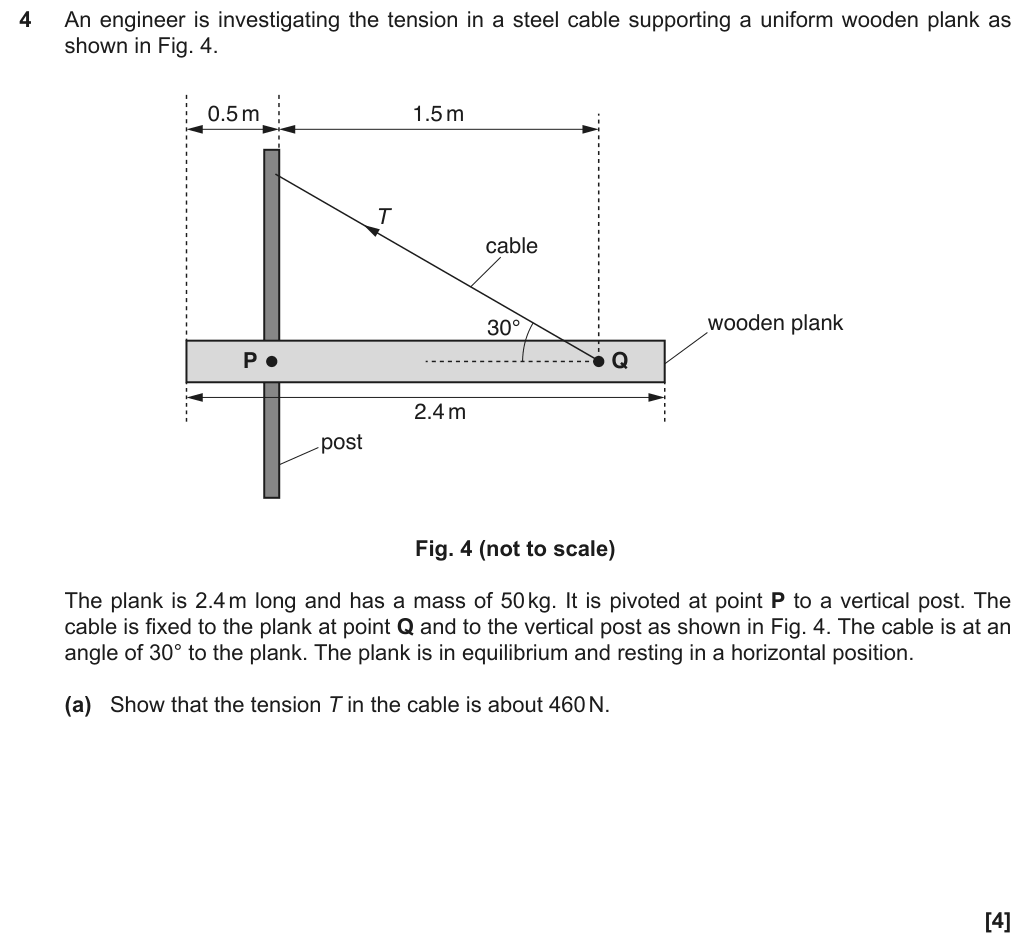 4 An engineer is investigating the tension in a steel cable supporting a uniform wooden plank as
shown in Fig. 4.
0.5 m 1.5 m
T
cable
30°
wooden plank
P Q
2.4 m
post
Fig. 4 (not to scale)
The plank is 2.4 m long and has a mass of 50 kg. It is pivoted at point P to a vertical post. The
cable is fixed to the plank at point Q and to the vertical post as shown in Fig. 4. The cable is at an
angle of 30° to the plank. The plank is in equilibrium and resting in a horizontal position.
(a) Show that the tension T in the cable is about 460 N.
[4]